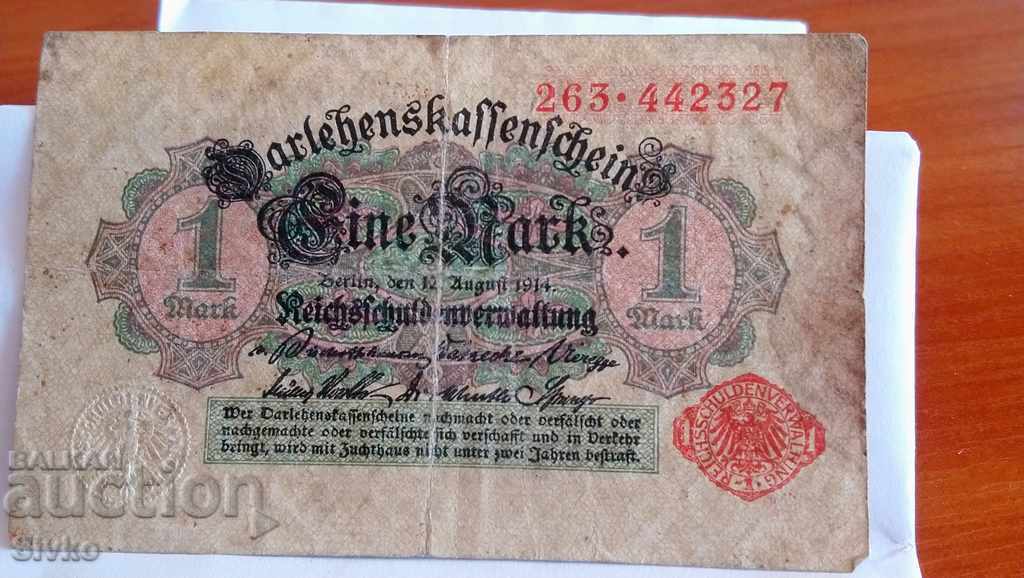 263·442327
Darlehenskassenschein
Eine Mark.
1 Mark
1 Mark
Berlin, den 12. August 1914.
Reichsschuldenverwaltung
Wer Darlehenskassenscheine nachmacht oder verfälscht oder
nachgemachte oder verfälschte sich verschafft und in Verkehr
bringt, wird mit Zuchthaus nicht unter zwei Jahren bestraft.
REICHSSCHULDENVERWALTUNG
BALKAN
auction
Sivko